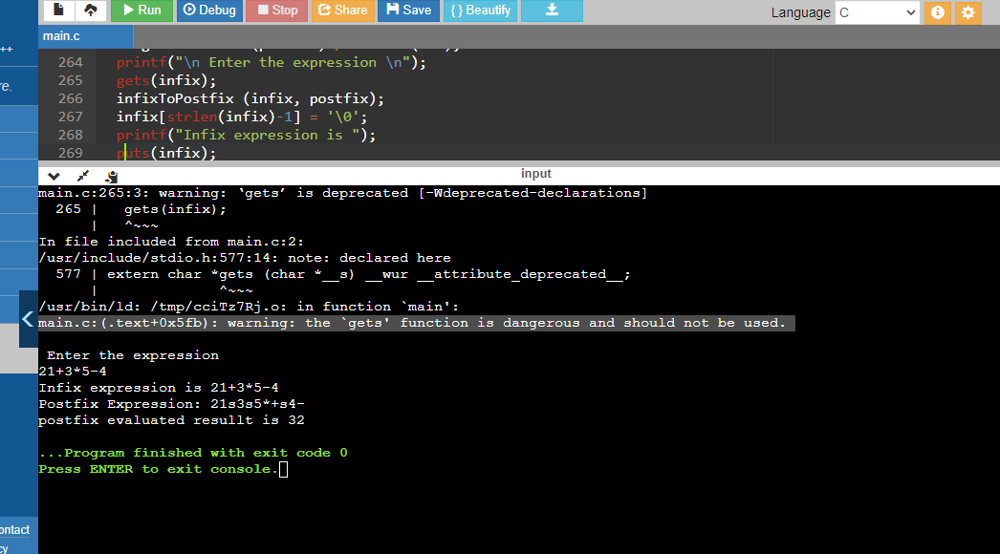 Run Debug Stop Share Save { } Beautify Language C
main.c
++
264 printf("\n Enter the expression \n");
re.
265 gets(infix);
266 infixToPostfix (infix, postfix);
267 infix[strlen(infix)-1] = '\0';
268 printf("Infix expression is ");
269 puts(infix);
input
main.c:265:3: warning: ‘gets’ is deprecated [-Wdeprecated-declarations]
265 | gets(infix);
| ^~~~
In file included from main.c:2:
/usr/include/stdio.h:577:14: note: declared here
577 | extern char *gets (char *__s) __wur __attribute_deprecated__;
| ^~~~
/usr/bin/ld: /tmp/cciTz7Rj.o: in function `main':
main.c:(.text+0x5fb): warning: the `gets' function is dangerous and should not be used.
Enter the expression
21+3*5-4
Infix expression is 21+3*5-4
Postfix Expression: 21s3s5*+s4-
postfix evaluated resullt is 32
...Program finished with exit code 0
Press ENTER to exit console.
ontact
cy